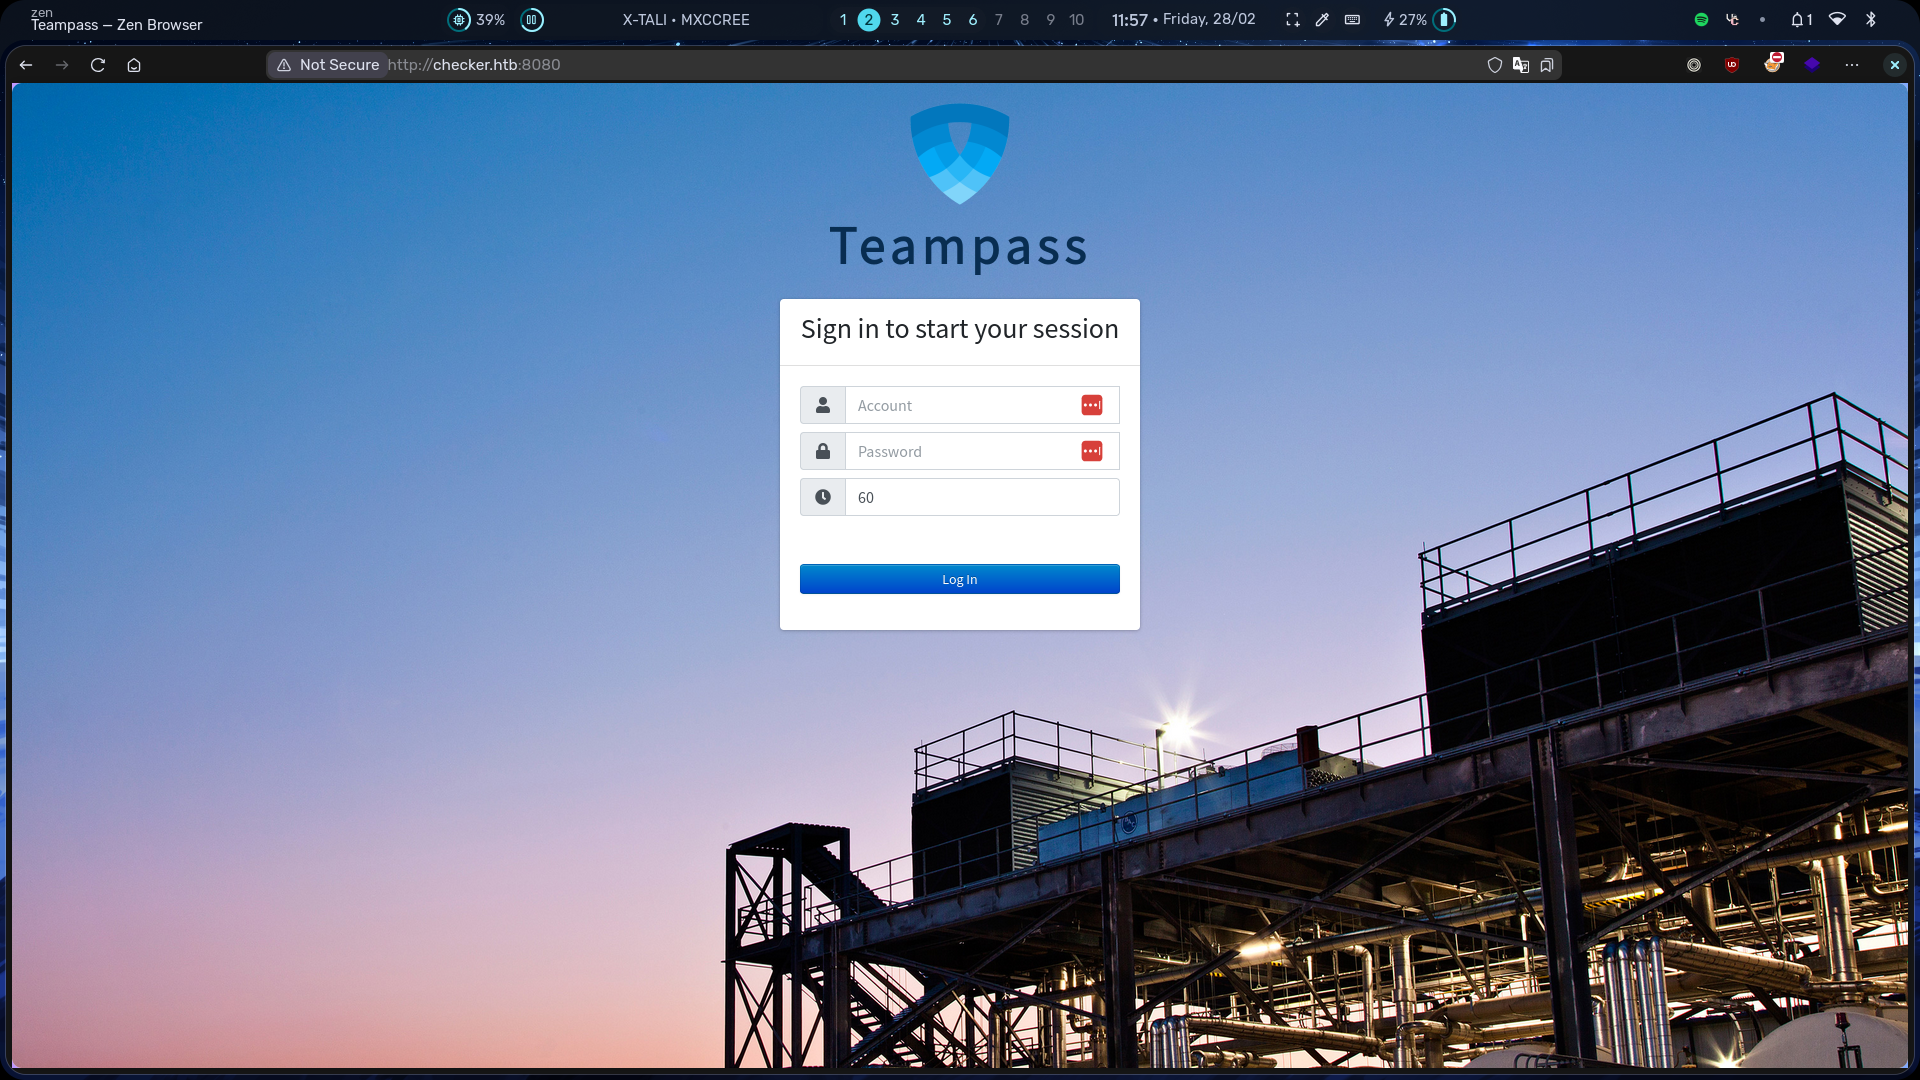 zen
Teampass — Zen Browser
39%
X-TALI • MXCCREE
1 2 3 4 5 6 7 8 9 10
11:57 • Friday, 28/02
27%
1
Not Secure http://checker.htb:8080
UD
Teampass
Sign in to start your session
Account
Password
60
Log In